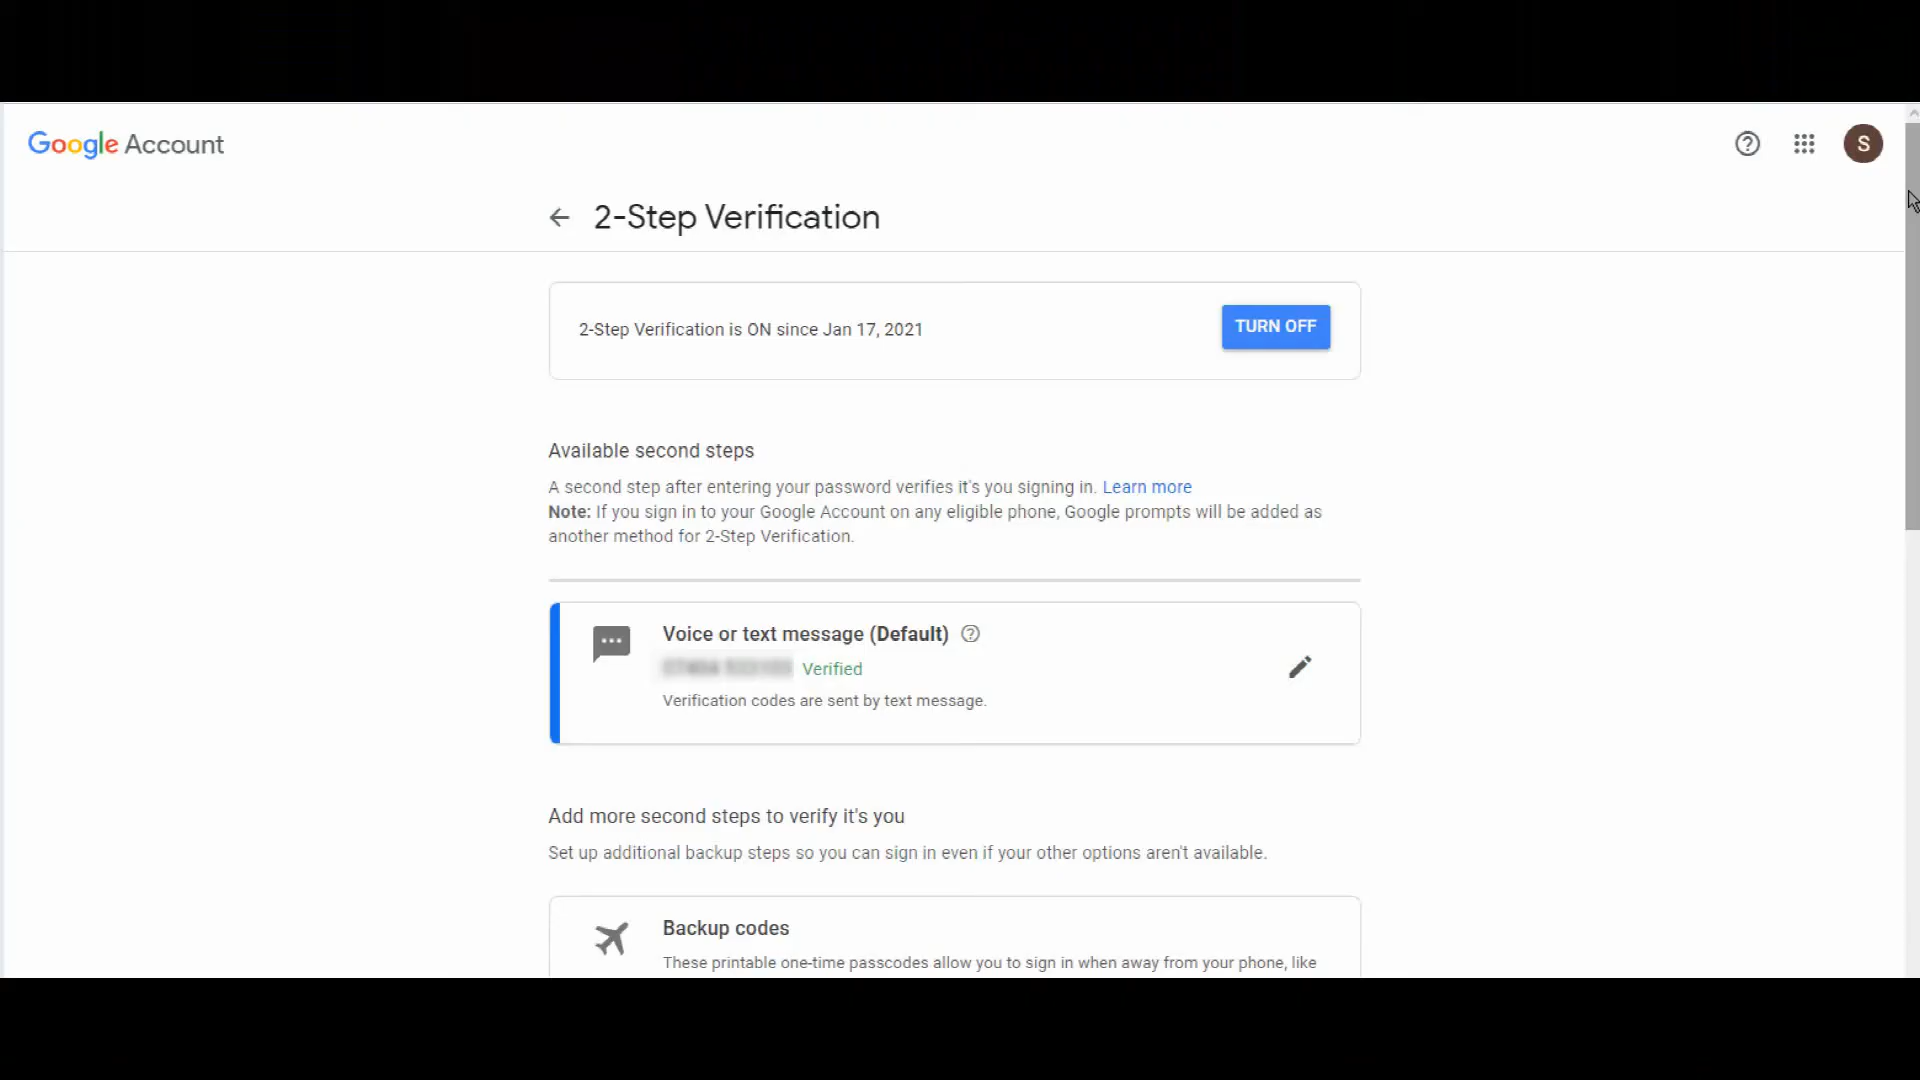 Google Account
S
2-Step Verification
2-Step Verification is ON since Jan 17, 2021
TURN OFF
Available second steps
A second step after entering your password verifies it's you signing in. Learn more
Note: If you sign in to your Google Account on any eligible phone, Google prompts will be added as
another method for 2-Step Verification.
Voice or text message (Default)
Verified
Verification codes are sent by text message.
Add more second steps to verify it's you
Set up additional backup steps so you can sign in even if your other options aren't available.
Backup codes
These printable one-time passcodes allow you to sign in when away from your phone, like